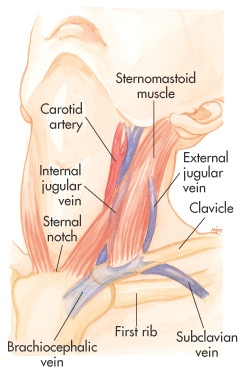 Sternomastoid
muscle
Carotid
artery
Internal
jugular
vein
External
jugular
vein
Clavicle
Sternal
notch
First rib
Subclavian
vein
Brachiocephalic
vein